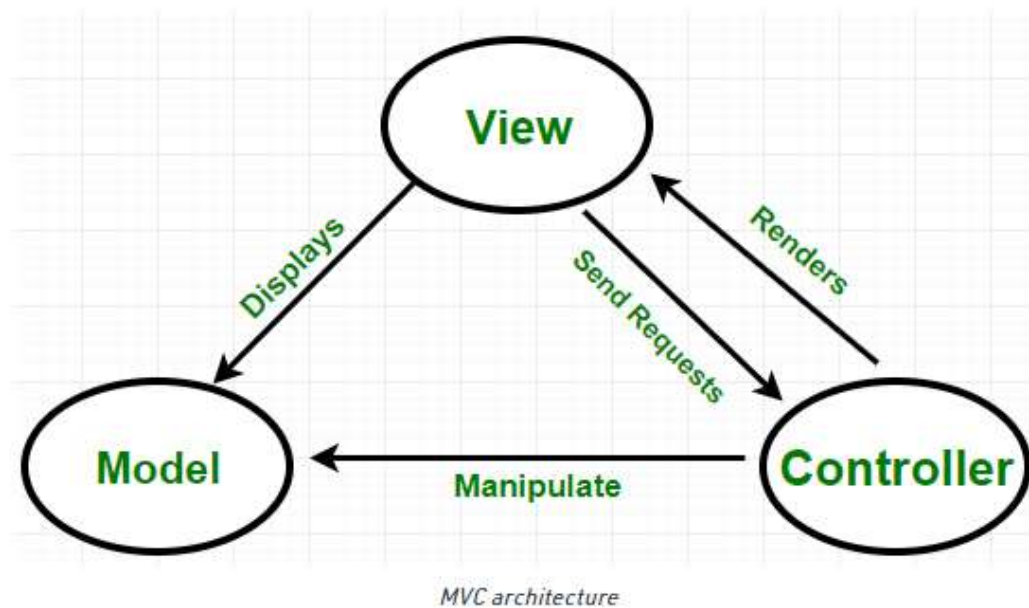 View
Displays
Send Requests
Renders
Model
Manipulate
Controller
MVC architecture